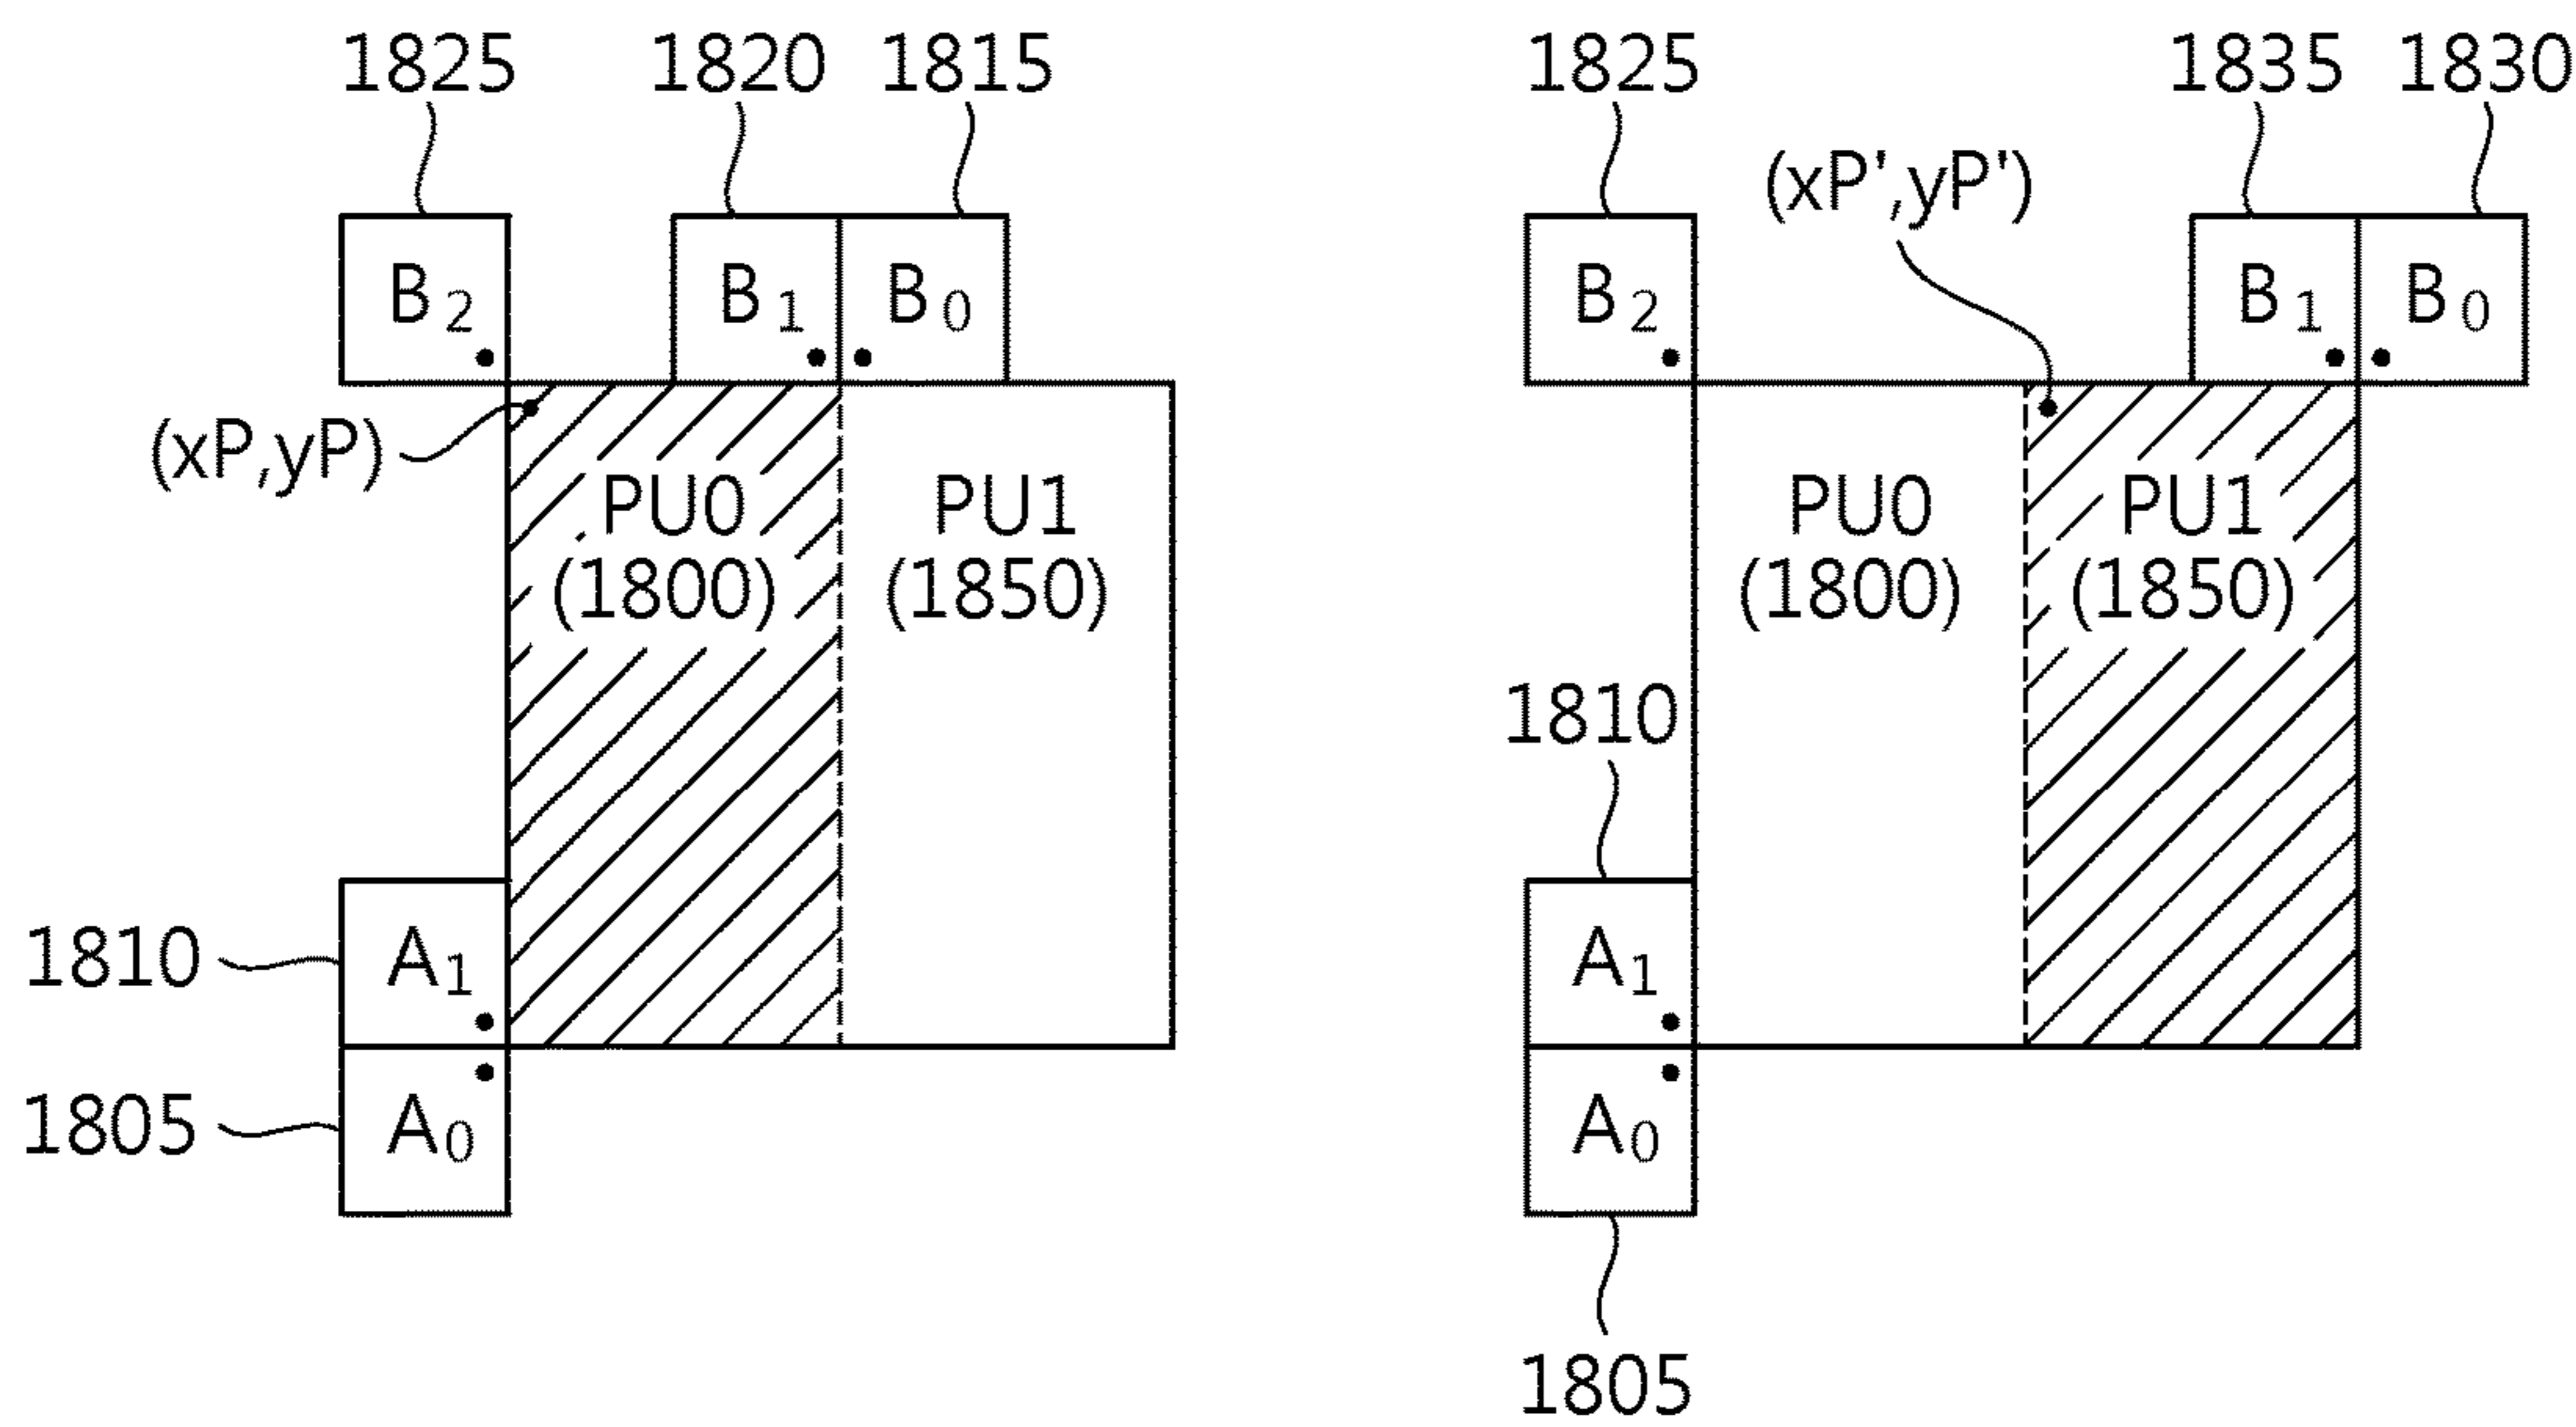 1825 1820 1815
B2 B1 B0
(xP,yP)
PU0 PU1
(1800) (1850)
1810 A1
1805 A0
1825 1835 1830
(xP',yP')
B2 B1 B0
PU0 PU1
(1800) (1850)
1810
A1
A0
1805